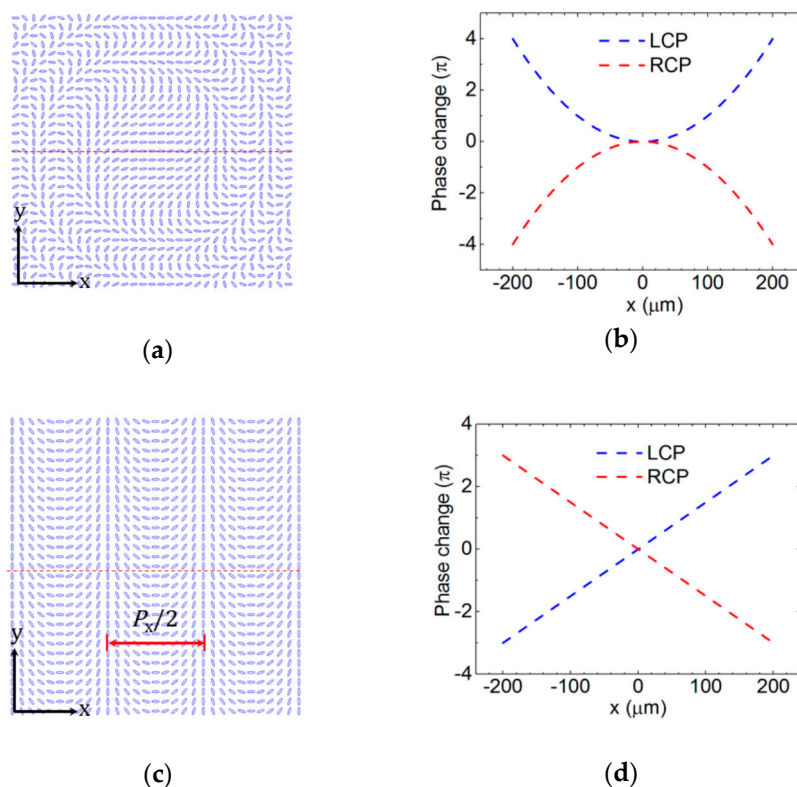 y
x
(a)
Phase change (π)
4
2
0
-2
-4
LCP
RCP
-200 -100 0 100 200
x (μm)
(b)
P_x/2
y
x
(c)
Phase change (π)
4
2
0
-2
-4
LCP
RCP
-200 -100 0 100 200
x (μm)
(d)